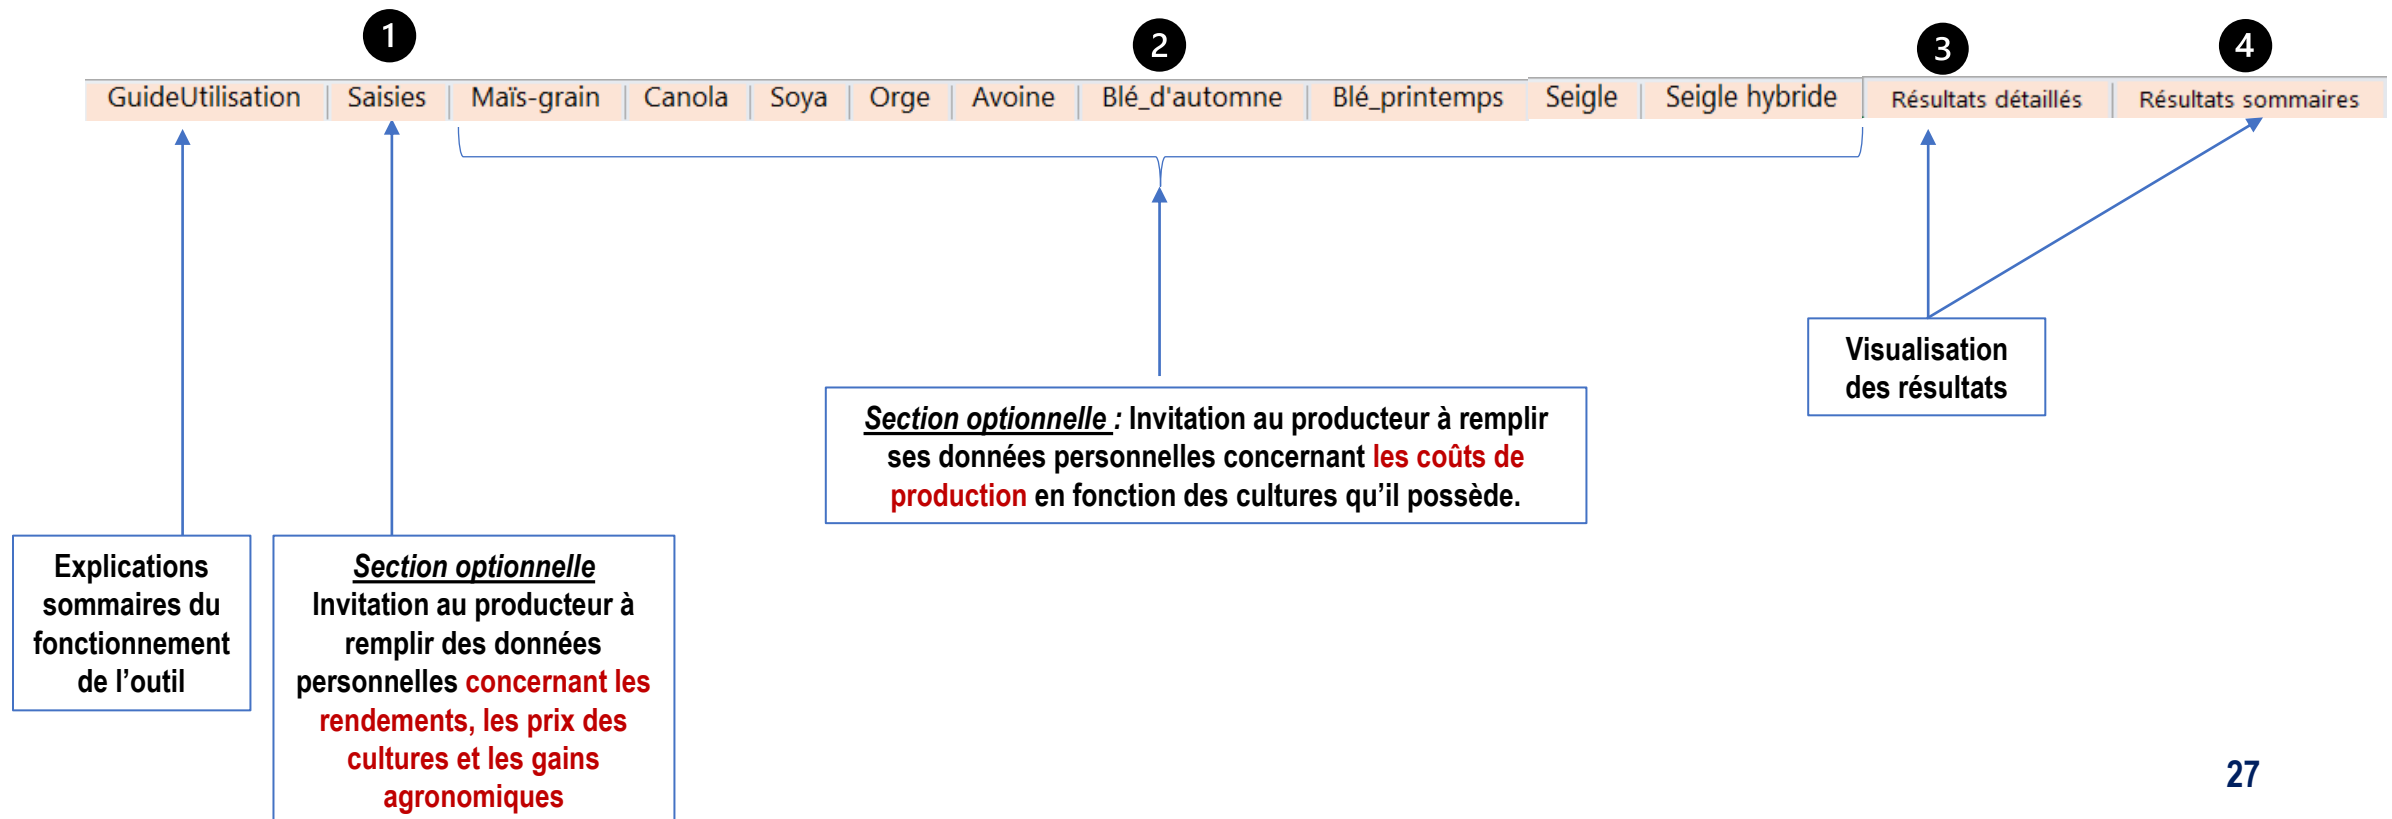 1
2
3
4
GuideUtilisation Saisies Maïs-grain Canola Soya Orge Avoine Blé_d'automne Blé_printemps Seigle Seigle hybride Résultats détaillés Résultats sommaires
Visualisation
des résultats
Section optionnelle : Invitation au producteur à remplir
ses données personnelles concernant les coûts de
production en fonction des cultures qu’il possède.
Explications
sommaires du
fonctionnement
de l’outil
Section optionnelle
Invitation au producteur à
remplir des données
personnelles concernant les
rendements, les prix des
cultures et les gains
agronomiques
27